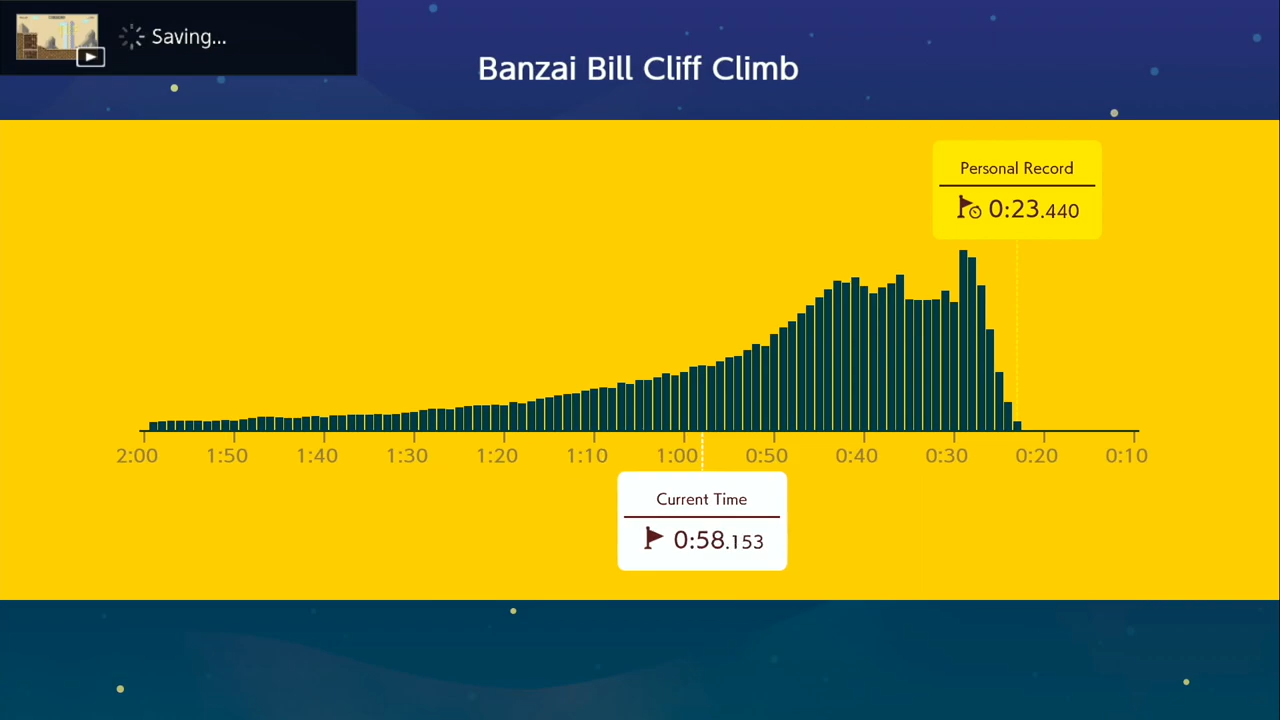 Saving...
Banzai Bill Cliff Climb
Personal Record
0:23.440
2:00 1:50 1:40 1:30 1:20 1:10 1:00 0:50 0:40 0:30 0:20 0:10
Current Time
0:58.153